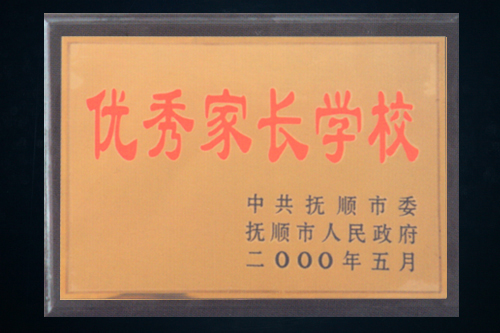 优秀家长学校
中共抚顺市委
抚顺市人民政府
二000年五月